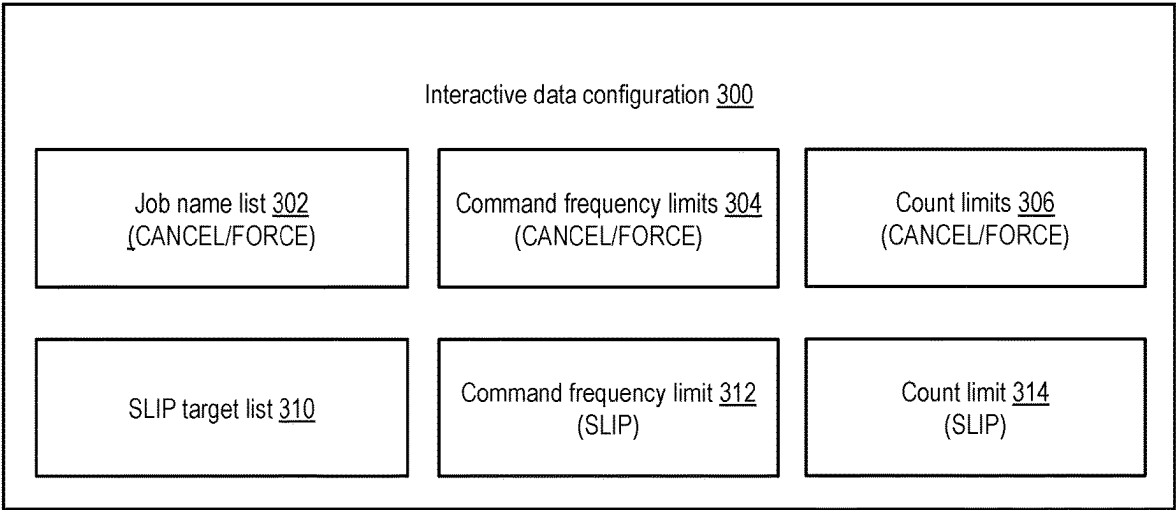 Interactive data configuration 300
Job name list 302
(CANCEL/FORCE)
Command frequency limits 304
(CANCEL/FORCE)
Count limits 306
(CANCEL/FORCE)
SLIP target list 310
Command frequency limit 312
(SLIP)
Count limit 314
(SLIP)